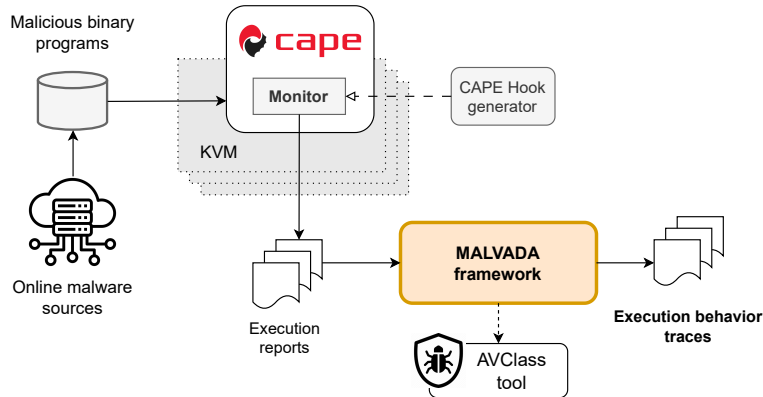 Malicious binary
programs
cape
Monitor
CAPE Hook
generator
KVM
Online malware
sources
Execution
reports
MALVADA
framework
Execution behavior
traces
AVClass
tool